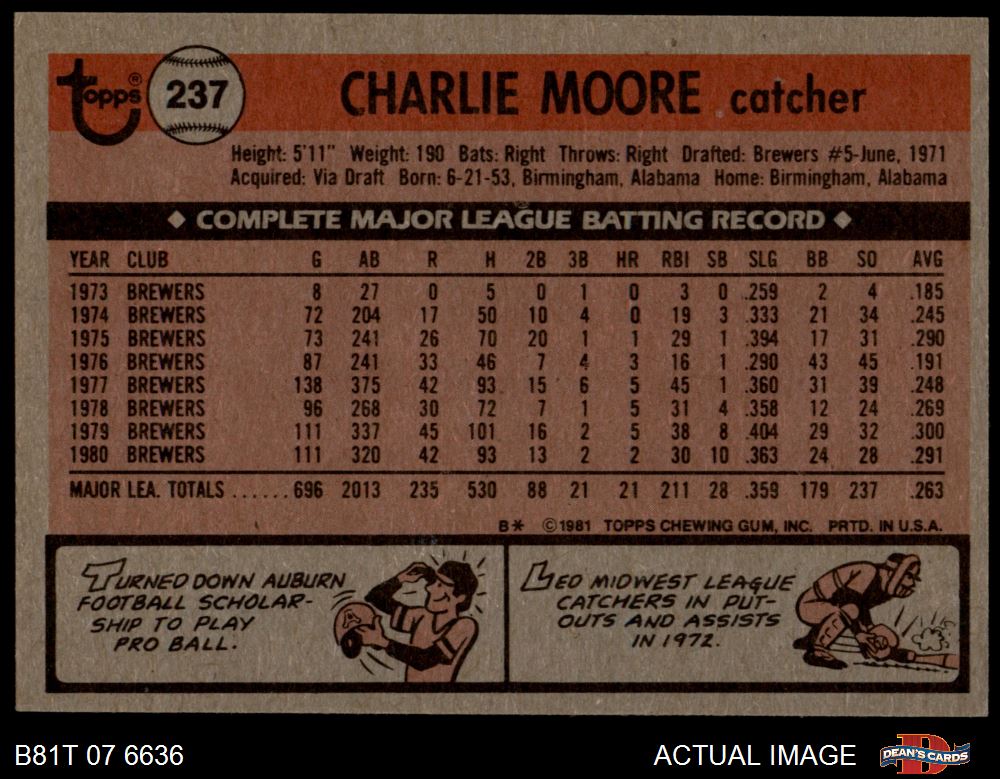 Topps® 237 CHARLIE MOORE catcher
Height: 5'11" Weight: 190 Bats: Right Throws: Right Drafted: Brewers #5-June, 1971
Acquired: Via Draft Born: 6-21-53, Birmingham, Alabama Home: Birmingham, Alabama
◆ COMPLETE MAJOR LEAGUE BATTING RECORD ◆
YEAR CLUB G AB R H 2B 3B HR RBI SB SLG BB SO AVG
1973 BREWERS 8 27 0 5 0 1 0 3 0 .259 2 4 .185
1974 BREWERS 72 204 17 50 10 4 0 19 3 .333 21 34 .245
1975 BREWERS 73 241 26 70 20 1 1 29 1 .394 17 31 .290
1976 BREWERS 87 241 33 46 7 4 3 16 1 .290 43 45 .191
1977 BREWERS 138 375 42 93 15 6 5 45 1 .360 31 39 .248
1978 BREWERS 96 268 30 72 7 1 5 31 4 .358 12 24 .269
1979 BREWERS 111 337 45 101 16 2 5 38 8 .404 29 32 .300
1980 BREWERS 111 320 42 93 13 2 2 30 10 .363 24 28 .291
MAJOR LEA. TOTALS ...... 696 2013 235 530 88 21 21 211 28 .359 179 237 .263
B* ©1981 TOPPS CHEWING GUM, INC. PRTD. IN U.S.A.
TURNED DOWN AUBURN
FOOTBALL SCHOLAR-
SHIP TO PLAY
PRO BALL.
A
LED MIDWEST LEAGUE
CATCHERS IN PUT-
OUTS AND ASSISTS
IN 1972.
B81T 07 6636 ACTUAL IMAGE DEAN'S CARDS